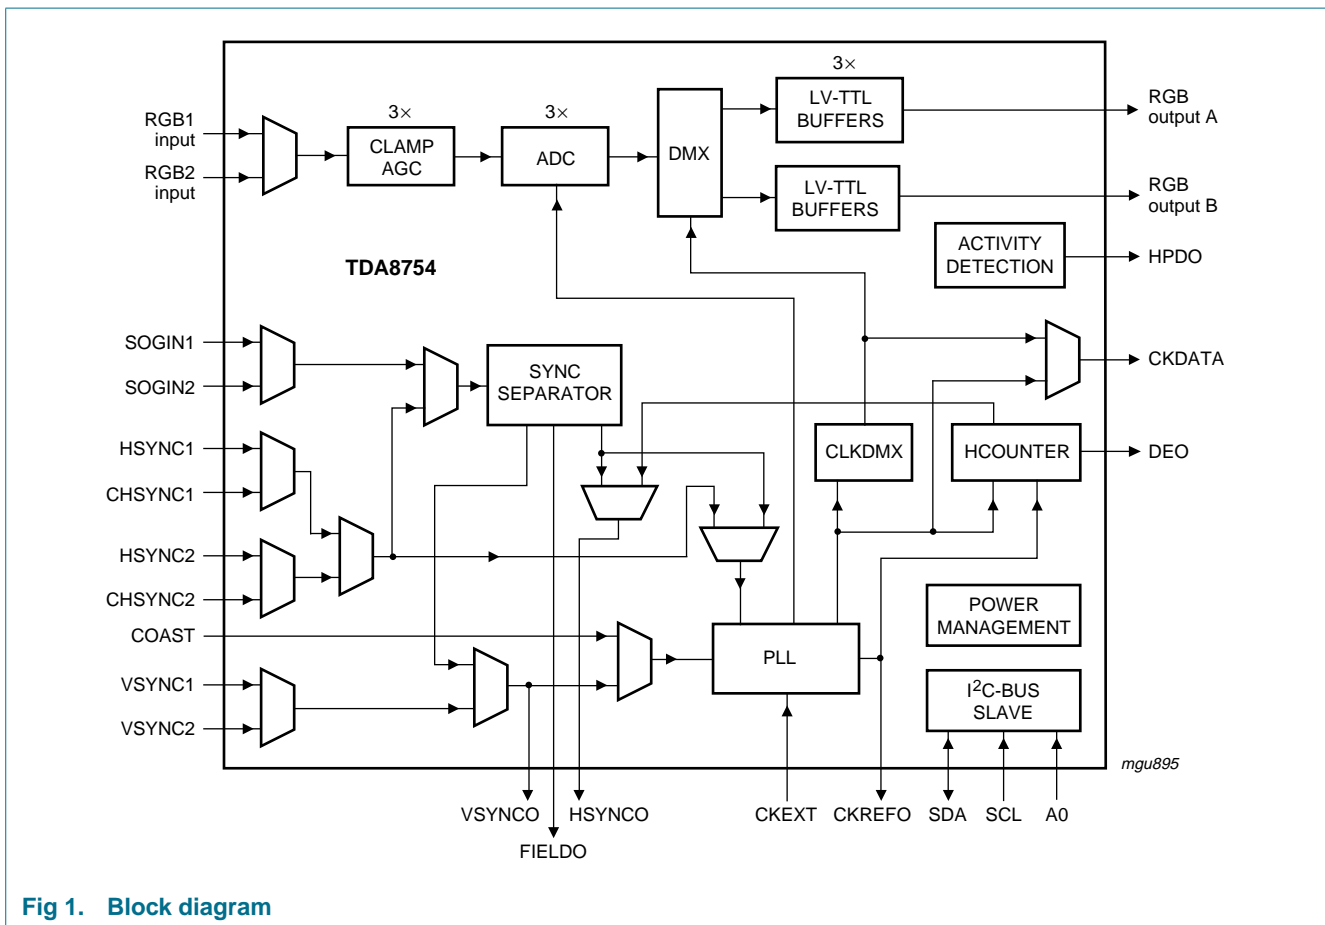 3×
RGB1
input
RGB2
input
3×
CLAMP
AGC
3×
ADC
DMX
LV-TTL
BUFFERS
LV-TTL
BUFFERS
RGB
output A
RGB
output B
ACTIVITY
DETECTION
HPDO
TDA8754
SOGIN1
SOGIN2
SYNC
SEPARATOR
CKDATA
HSYNC1
CHSYNC1
CLKDMX
HCOUNTER
DEO
HSYNC2
CHSYNC2
COAST
POWER
MANAGEMENT
PLL
VSYNC1
VSYNC2
I²C-BUS
SLAVE
mgu895
VSYNCO
HSYNCO
CKEXT
CKREFO
SDA
SCL
A0
FIELDO
Fig 1. Block diagram